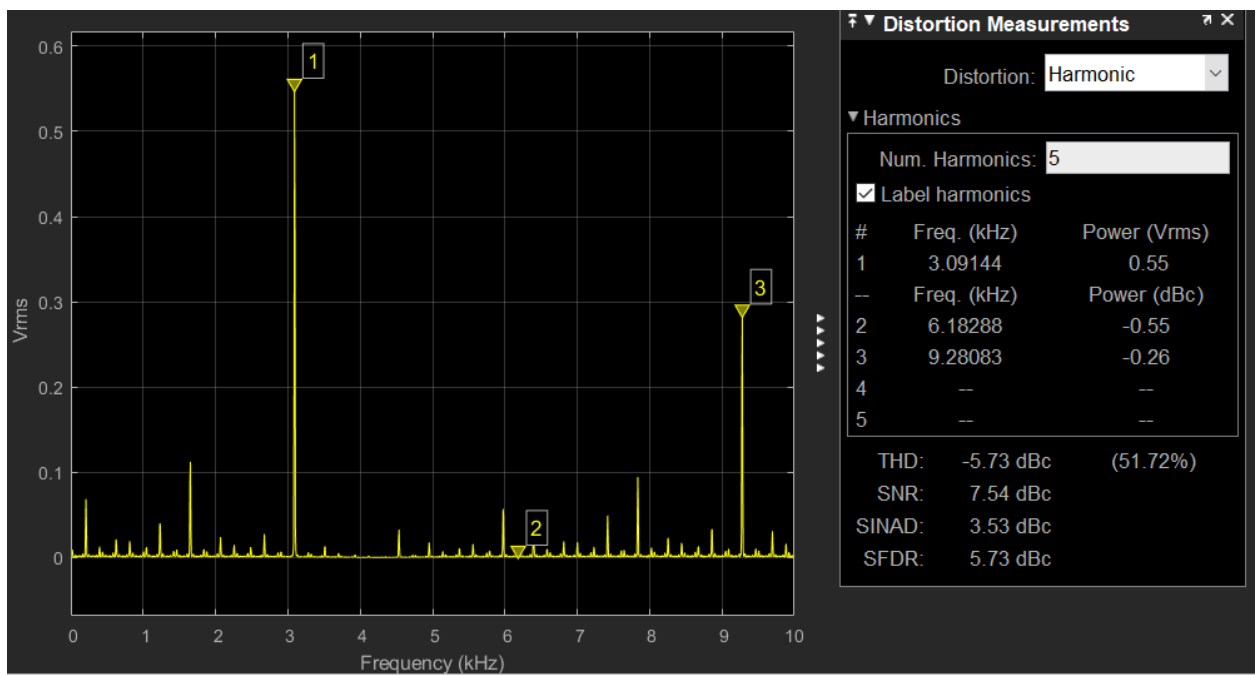 0.6
0.5
0.4
0.3
0.2
0.1
0
Vrms
1
2
3
0 1 2 3 4 5 6 7 8 9 10
Frequency (kHz)
Distortion Measurements
Distortion: Harmonic
Harmonics
Num. Harmonics: 5
Label harmonics
# Freq. (kHz) Power (Vrms)
1 3.09144 0.55
-- Freq. (kHz) Power (dBc)
2 6.18288 -0.55
3 9.28083 -0.26
4 -- --
5 -- --
THD: -5.73 dBc (51.72%)
SNR: 7.54 dBc
SINAD: 3.53 dBc
SFDR: 5.73 dBc